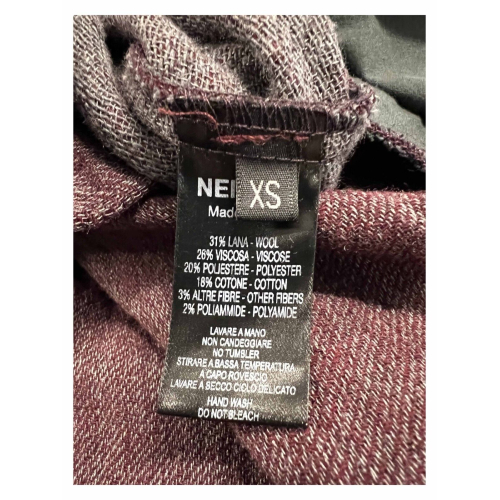 NEI
XS
Made
31% LANA - WOOL
26% VISCOSA - VISCOSE
20% POLIESTERE - POLYESTER
18% COTONE - COTTON
3% ALTRE FIBRE - OTHER FIBERS
2% POLIAMMIDE - POLYAMIDE
LAVARE A MANO
NON CANDEGGIARE
NO TUMBLER
STIRARE A BASSA TEMPERATURA
A CAPO ROVESCIO
LAVARE A SECCO CICLO DELICATO
HAND WASH
DO NOT BLEACH